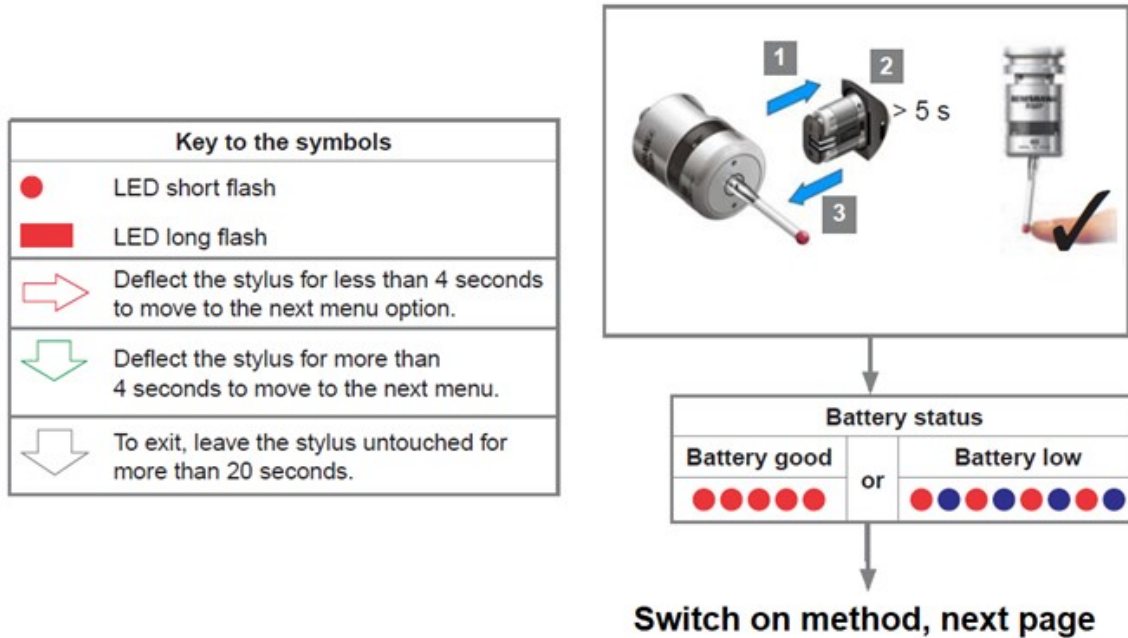 Key to the symbols
LED short flash
LED long flash
Deflect the stylus for less than 4 seconds
to move to the next menu option.
Deflect the stylus for more than
4 seconds to move to the next menu.
To exit, leave the stylus untouched for
more than 20 seconds.
1
2
> 5 s
3
Battery status
Battery good
or
Battery low
Switch on method, next page